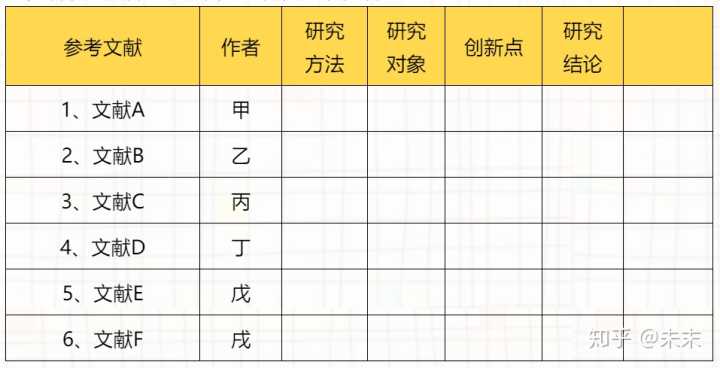 参考文献 作者 研究方法 研究对象 创新点 研究结论
1、文献A 甲
2、文献B 乙
3、文献C 丙
4、文献D 丁
5、文献E 戊
6、文献F 戌
知乎 @未末